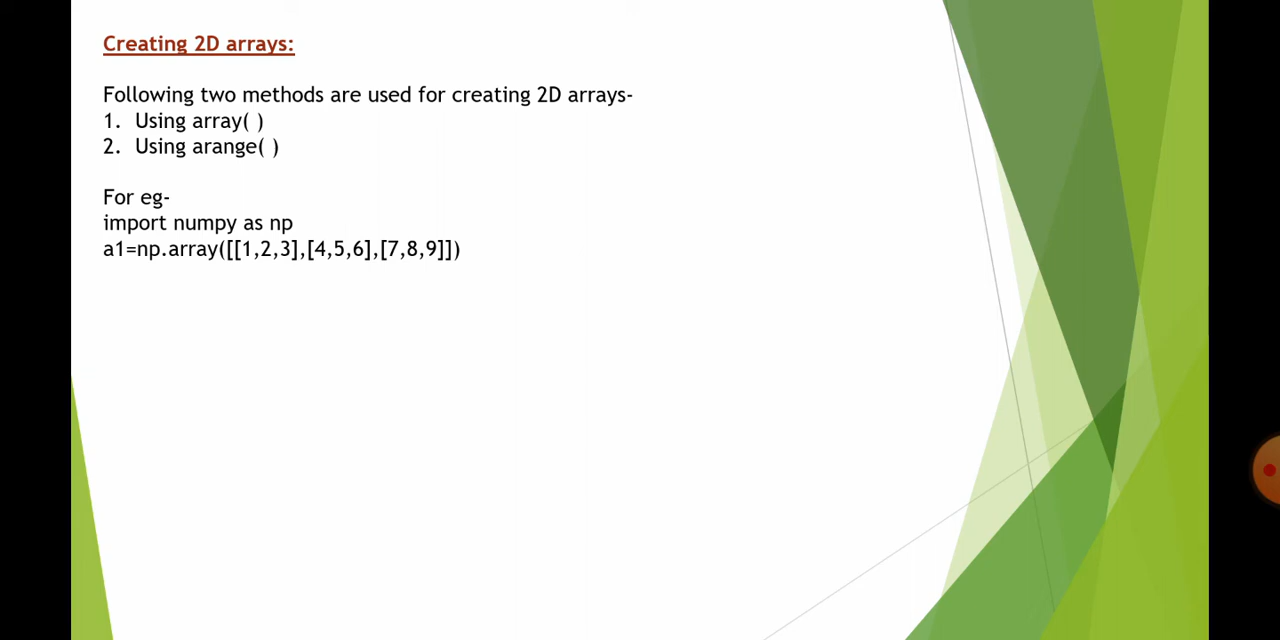 Creating 2D arrays:
Following two methods are used for creating 2D arrays-
1. Using array( )
2. Using arange( )
For eg-
import numpy as np
a1=np.array([[1,2,3],[4,5,6],[7,8,9]])